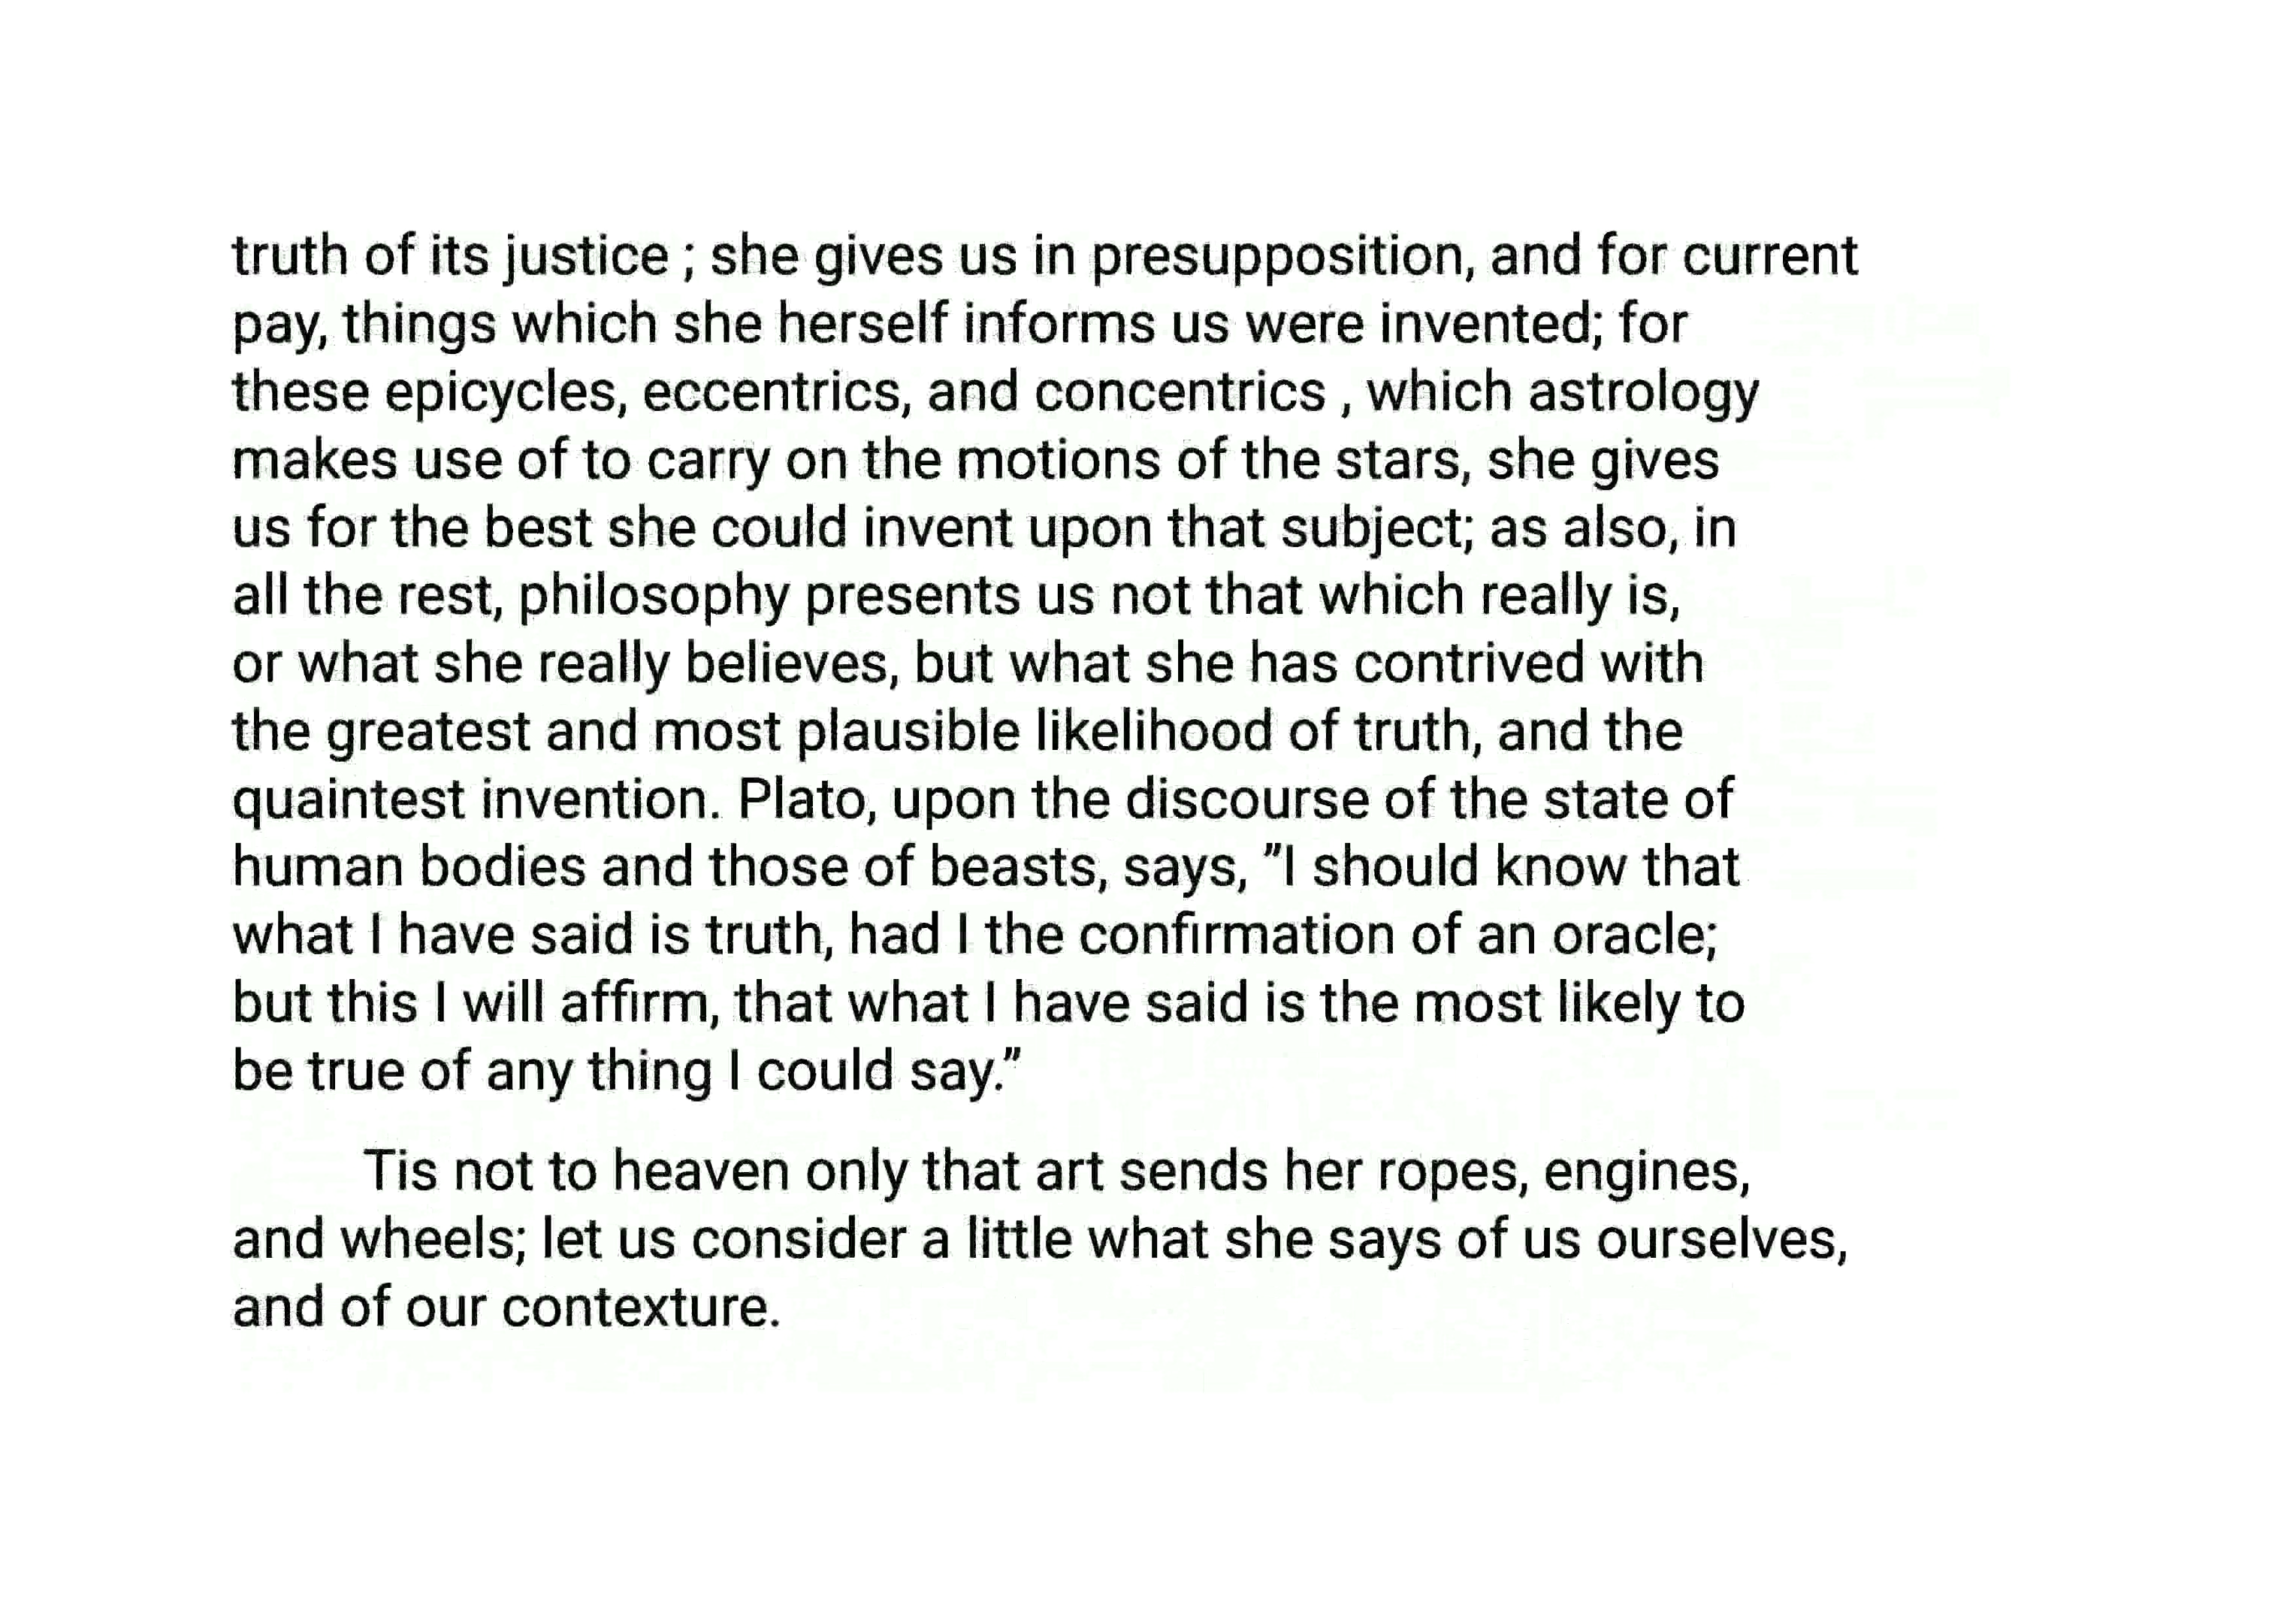 truth of its justice ; she gives us in presupposition, and for current
pay, things which she herself informs us were invented; for
these epicycles, eccentrics, and concentrics , which astrology
makes use of to carry on the motions of the stars, she gives
us for the best she could invent upon that subject; as also, in
all the rest, philosophy presents us not that which really is,
or what she really believes, but what she has contrived with
the greatest and most plausible likelihood of truth, and the
quaintest invention. Plato, upon the discourse of the state of
human bodies and those of beasts, says, "I should know that
what I have said is truth, had I the confirmation of an oracle;
but this I will affirm, that what I have said is the most likely to
be true of any thing I could say."
Tis not to heaven only that art sends her ropes, engines,
and wheels; let us consider a little what she says of us ourselves,
and of our contexture.